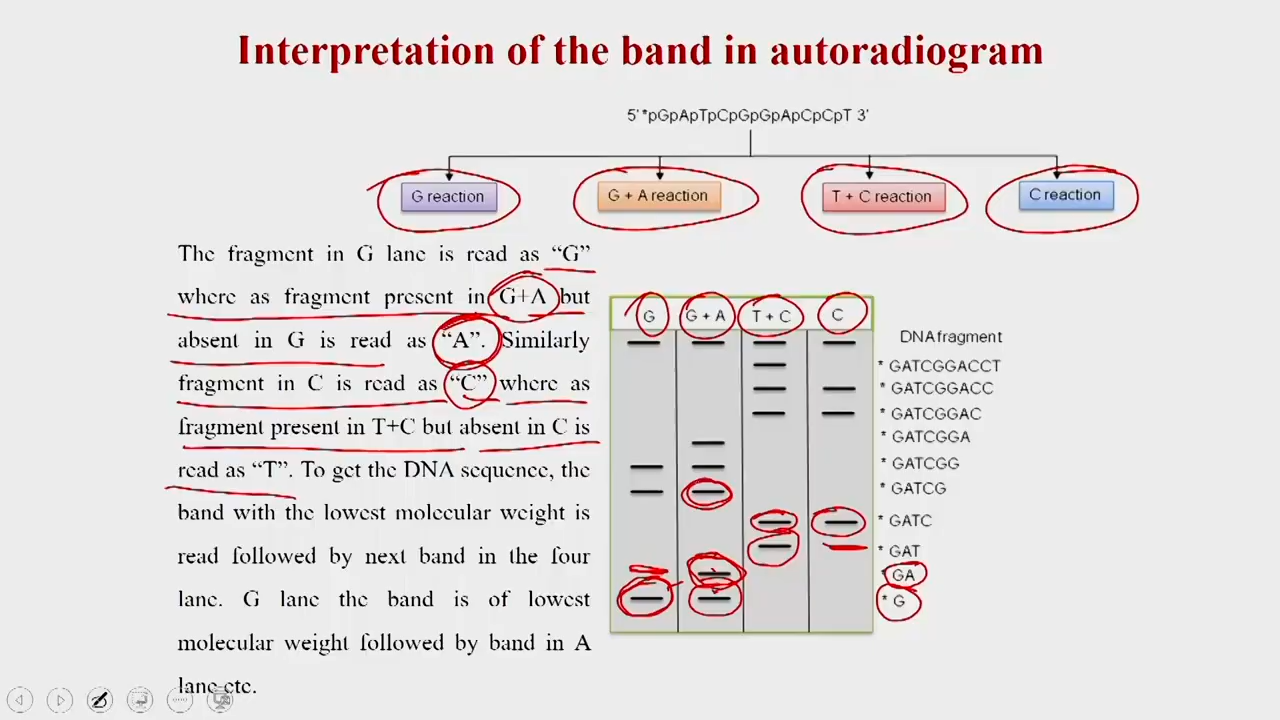 Interpretation of the band in autoradiogram
5'*pGpApTpCpGpGpApCpCpT 3'
G reaction
G + A reaction
T + C reaction
C reaction
The fragment in G lane is read as “G”
where as fragment present in G+A but
absent in G is read as “A”. Similarly
fragment in C is read as “C” where as
fragment present in T+C but absent in C is
read as “T”. To get the DNA sequence, the
band with the lowest molecular weight is
read followed by next band in the four
lane. G lane the band is of lowest
molecular weight followed by band in A
lane etc.
G
G + A
T + C
C
DNA fragment
* GATCGGACCT
* GATCGGACC
* GATCGGAC
* GATCGGA
* GATCGG
* GATCG
* GATC
* GAT
* GA
* G